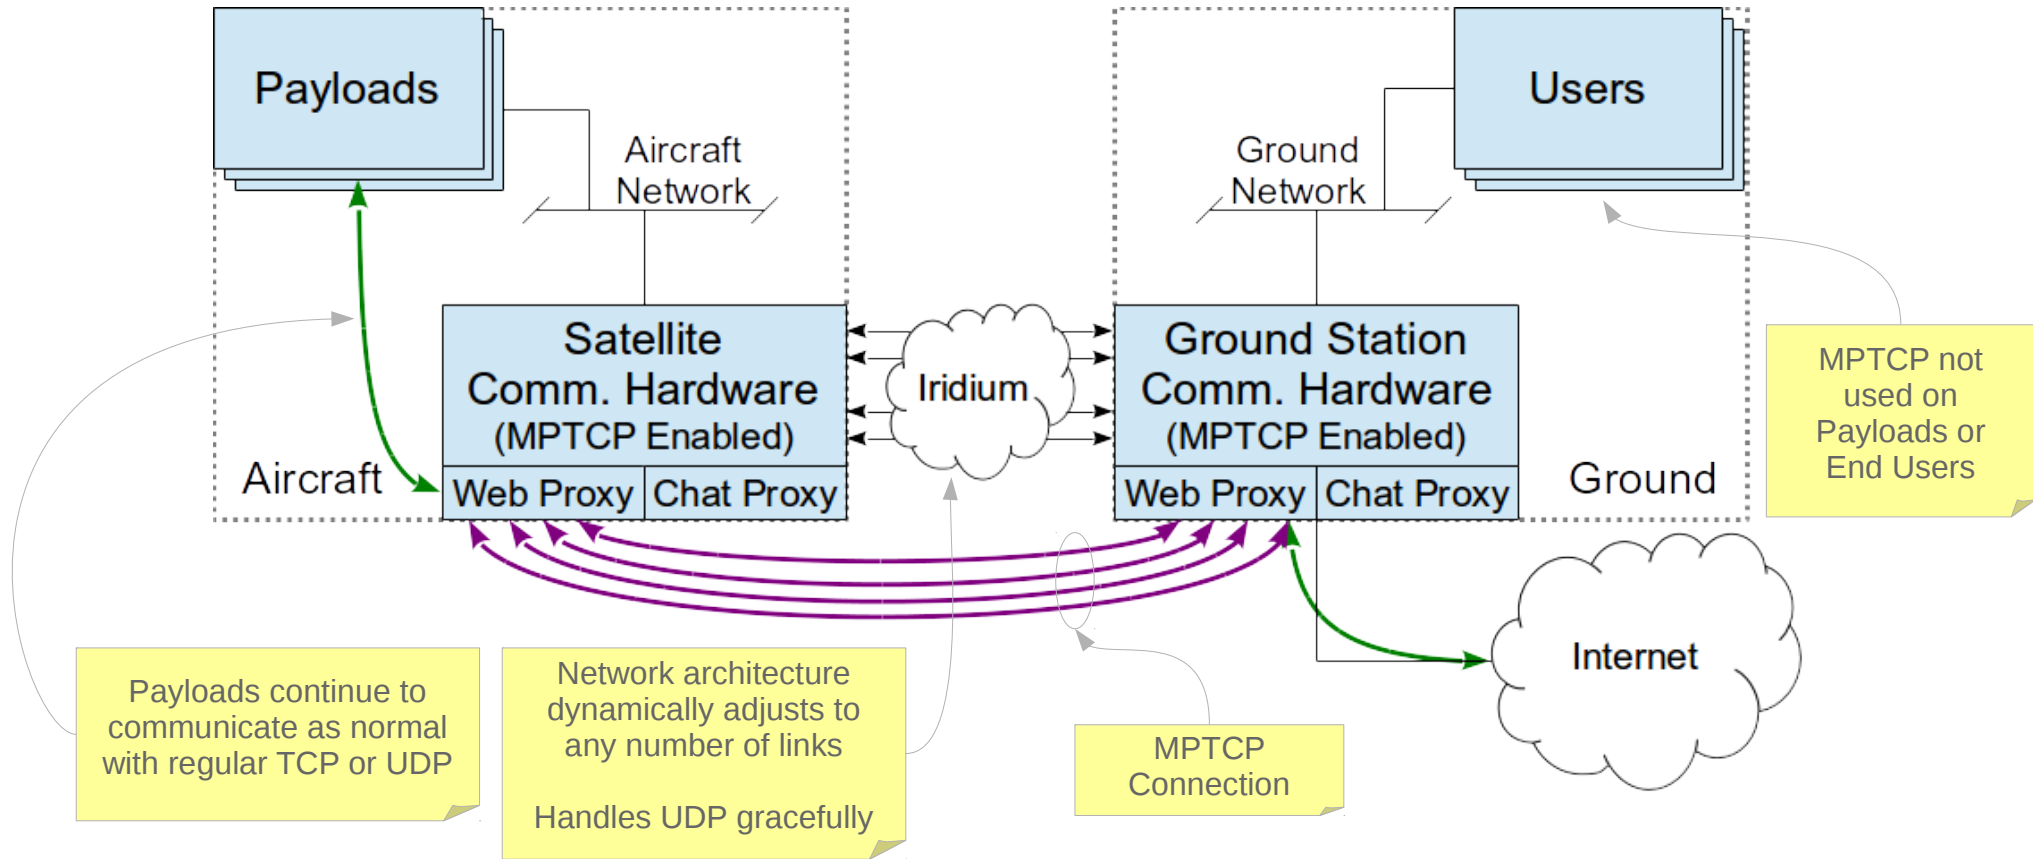 Payloads
Users
Aircraft
Network
Ground
Network
Satellite
Comm. Hardware
(MPTCP Enabled)
Web Proxy
Chat Proxy
Aircraft
Iridium
Ground Station
Comm. Hardware
(MPTCP Enabled)
Web Proxy
Chat Proxy
Ground
MPTCP not
used on
Payloads or
End Users
Internet
Payloads continue to
communicate as normal
with regular TCP or UDP
Network architecture
dynamically adjusts to
any number of links
Handles UDP gracefully
MPTCP
Connection